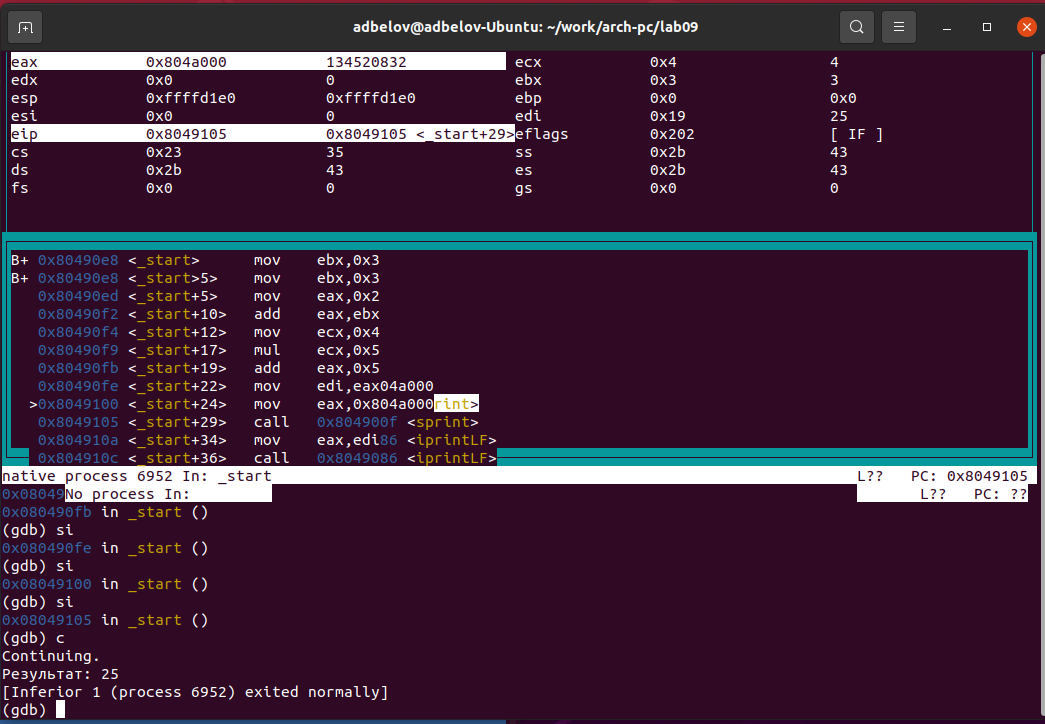 adbelov@adbelov-Ubuntu: ~/work/arch-pc/lab09
eax 0x804a000 134520832 ecx 0x4 4
edx 0x0 0 ebx 0x3 3
esp 0xffffd1e0 0xffffd1e0 ebp 0x0 0x0
esi 0x0 0 edi 0x19 25
eip 0x8049105 0x8049105 <_start+29>eflags 0x202 [ IF ]
cs 0x23 35 ss 0x2b 43
ds 0x2b 43 es 0x2b 43
fs 0x0 0 gs 0x0 0
B+ 0x80490e8 <_start> mov ebx,0x3
B+ 0x80490e8 <_start>5> mov ebx,0x3
0x80490ed <_start+5> mov eax,0x2
0x80490f2 <_start+10> add eax,ebx
0x80490f4 <_start+12> mov ecx,0x4
0x80490f9 <_start+17> mul ecx,0x5
0x80490fb <_start+19> add eax,0x5
0x80490fe <_start+22> mov edi,eax04a000
>0x8049100 <_start+24> mov eax,0x804a000rint>
0x8049105 <_start+29> call 0x804900f <sprint>
0x804910a <_start+34> mov eax,edi86 <iprintLF>
0x804910c <_start+36> call 0x8049086 <iprintLF>
native process 6952 In: _start L?? PC: 0x8049105
0x08049No process In: L?? PC: ??
0x080490fb in _start ()
(gdb) si
0x080490fe in _start ()
(gdb) si
0x08049100 in _start ()
(gdb) si
0x08049105 in _start ()
(gdb) c
Continuing.
Результат: 25
[Inferior 1 (process 6952) exited normally]
(gdb)